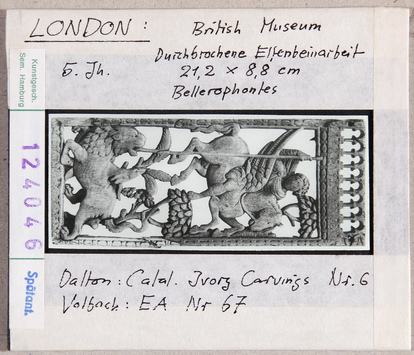 LONDON : British Museum
Durchbrochene Elfenbeinarbeit
5. Jh. 21,2 x 8,8 cm
Bellerophontes
Kunstgesch.
Sem. Hamburg
124046
Spätant.
Dalton: Catal. Ivory Carvings Nr. 6
Volbach: EA Nr 67